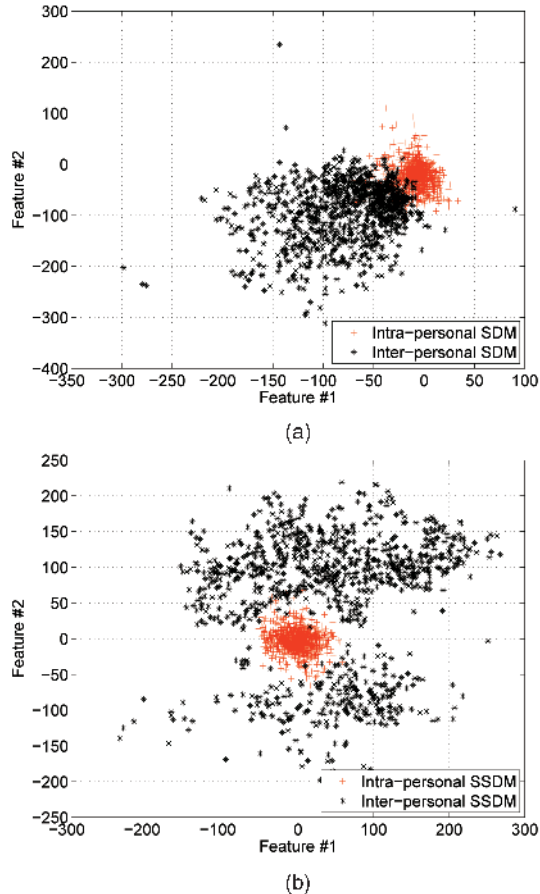 300
200
100
0
−100
−200
−300
−400
Feature #2
−350 −300 −250 −200 −150 −100 −50 0 50 100
Feature #1
Intra−personal SDM
Inter−personal SDM
(a)
250
200
150
100
50
0
−50
−100
−150
−200
−250
Feature #2
−300 −200 −100 0 100 200 300
Feature #1
Intra−personal SSDM
Inter−personal SSDM
(b)